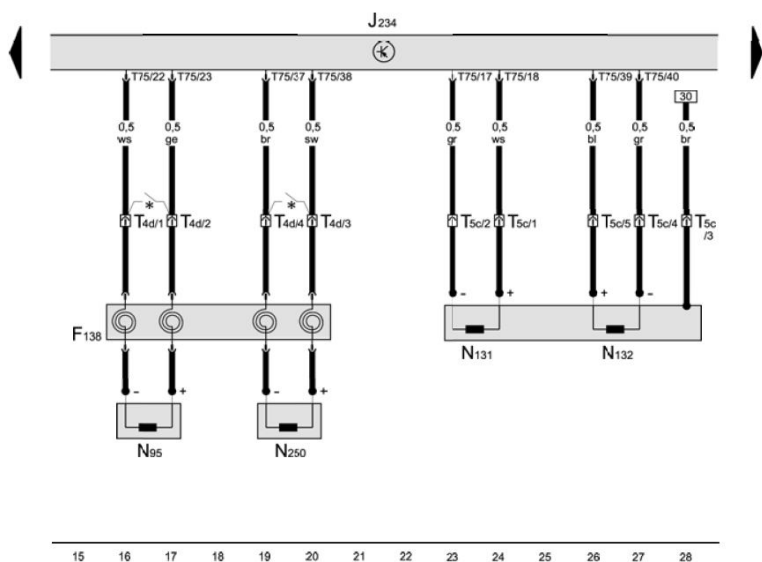 J234
T75/22 T75/23 T75/37 T75/38 T75/17 T75/18 T75/39 T75/40
30
0,5 0,5 0,5 0,5 0,5 0,5 0,5 0,5 0,5
ws ge br sw gr ws bl gr br
* *
T4d/1 T4d/2 T4d/4 T4d/3 T5c/2 T5c/1 T5c/5 T5c/4 T5c
/3
- + + -
F138
N131 N132
- + - +
N95 N250
15 16 17 18 19 20 21 22 23 24 25 26 27 28